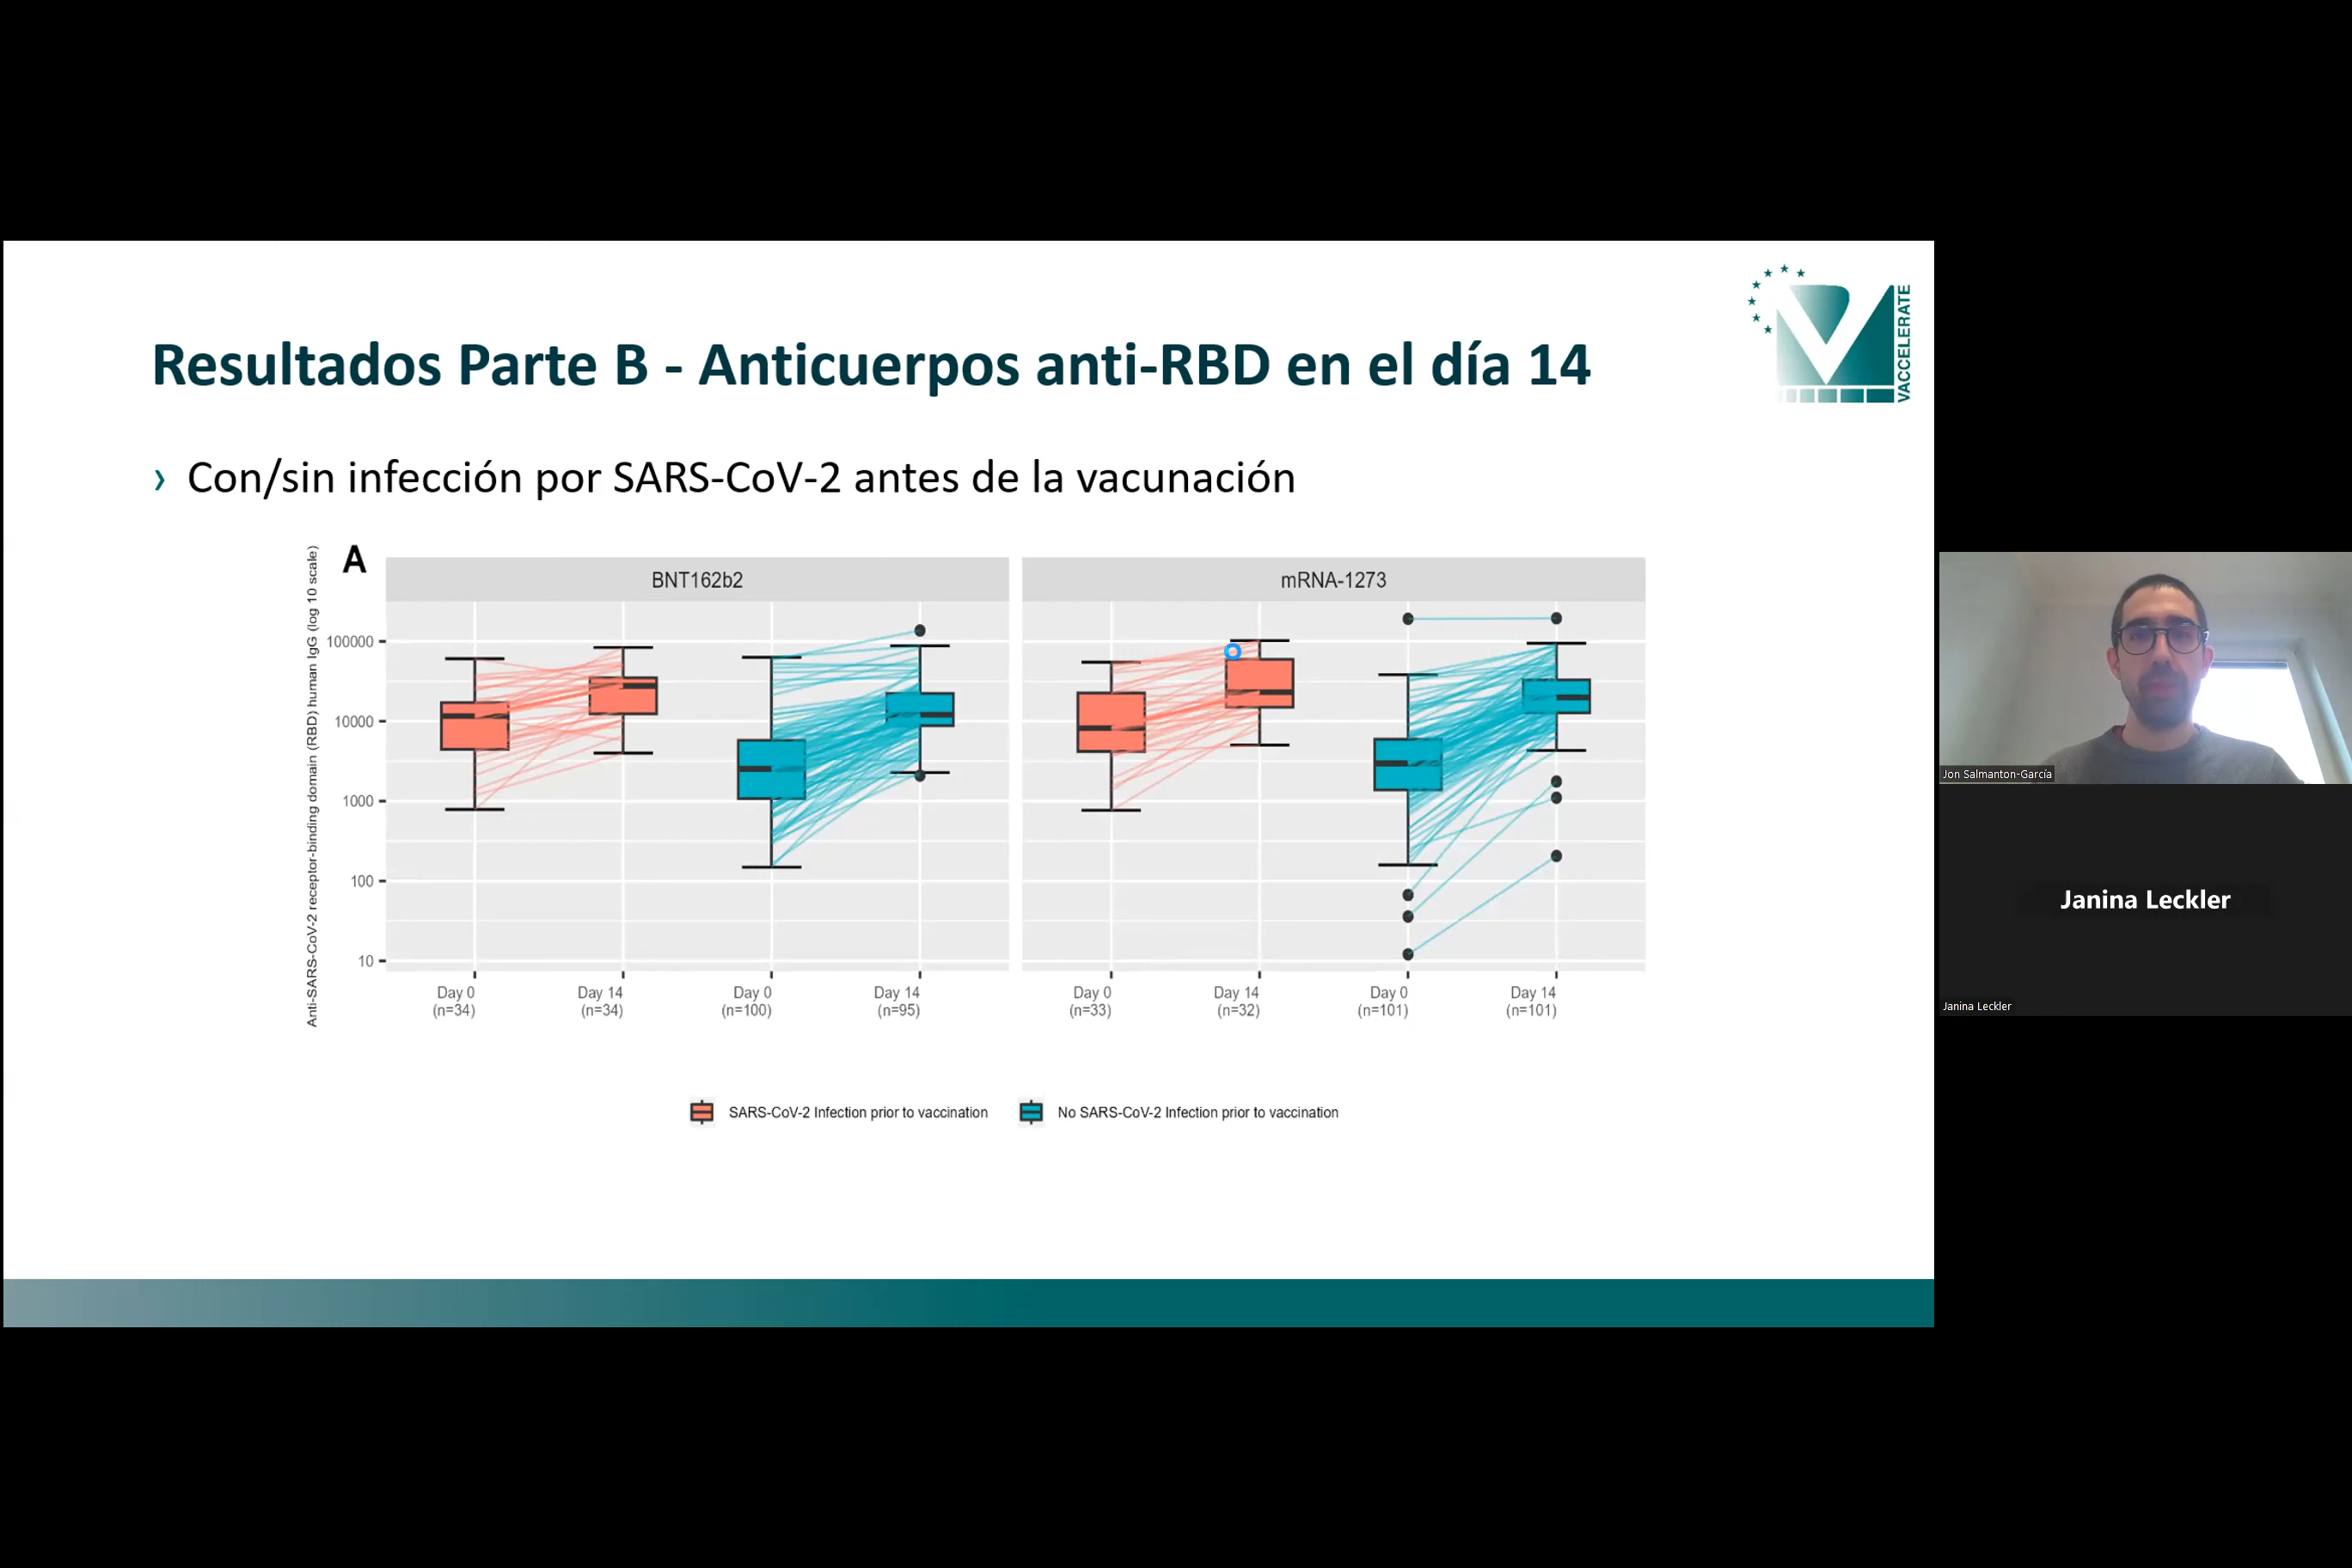 Resultados Parte B - Anticuerpos anti-RBD en el día 14
VACCELERATE
› Con/sin infección por SARS-CoV-2 antes de la vacunación
A
Anti-SARS-CoV-2 receptor-binding domain (RBD) human IgG (log 10 scale)
BNT162b2
mRNA-1273
100000
10000
1000
100
10
Day 0 Day 14 Day 0 Day 14 Day 0 Day 14 Day 0 Day 14
(n=34) (n=34) (n=100) (n=95) (n=33) (n=32) (n=101) (n=101)
SARS-CoV-2 Infection prior to vaccination No SARS-CoV-2 Infection prior to vaccination
Jon Salmanton-García
Janina Leckler
Janina Leckler